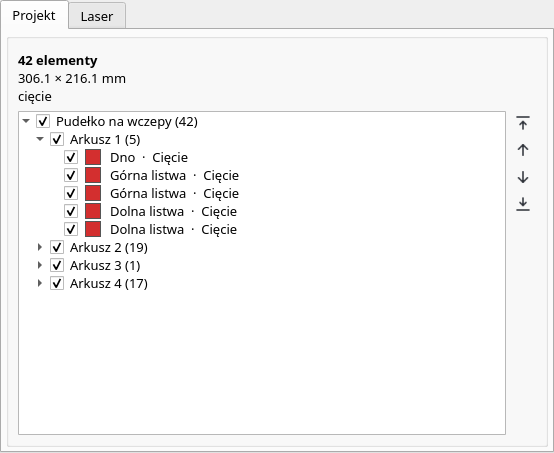 Projekt
Laser
42 elementy
306.1 × 216.1 mm
cięcie
Pudełko na wczepy (42)
Arkusz 1 (5)
Dno · Cięcie
Górna listwa · Cięcie
Górna listwa · Cięcie
Dolna listwa · Cięcie
Dolna listwa · Cięcie
Arkusz 2 (19)
Arkusz 3 (1)
Arkusz 4 (17)